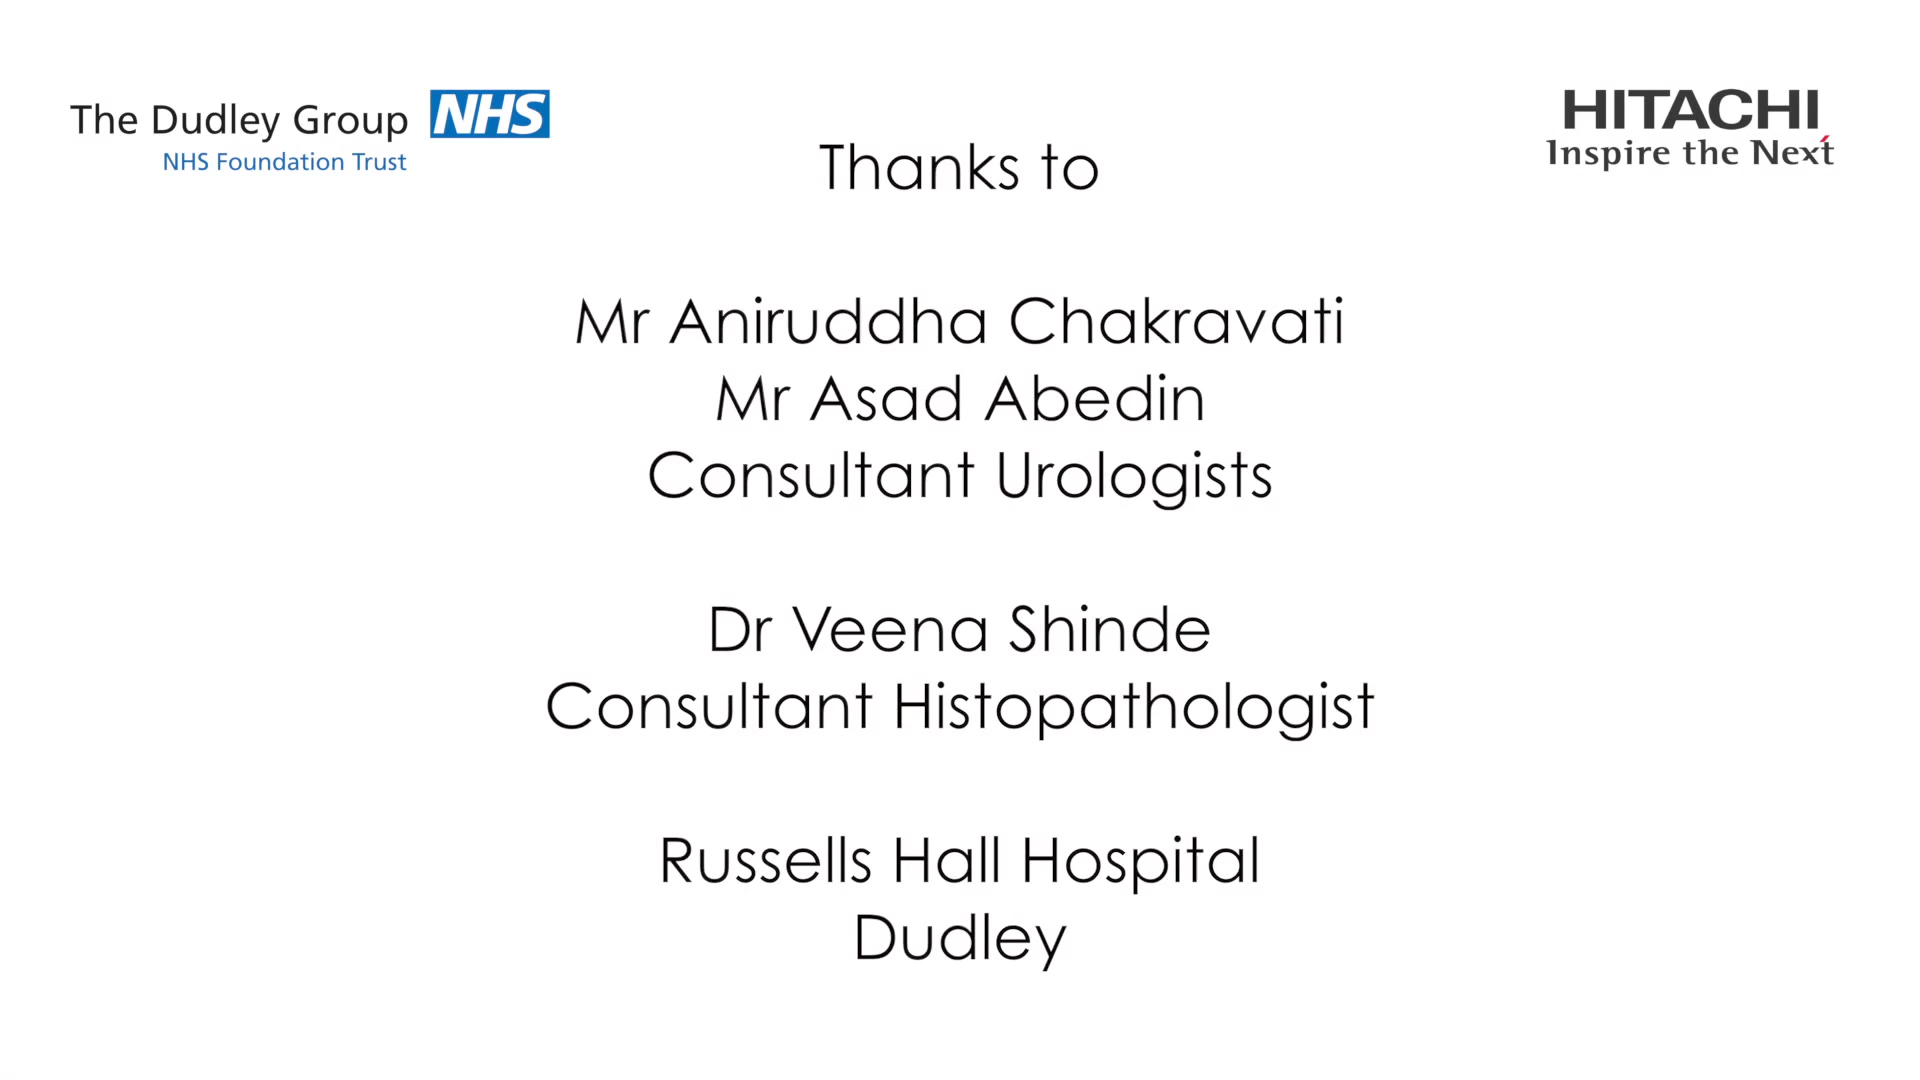 The Dudley Group NHS
NHS Foundation Trust
HITACHI
Inspire the Next
Thanks to
Mr Aniruddha Chakravati
Mr Asad Abedin
Consultant Urologists
Dr Veena Shinde
Consultant Histopathologist
Russells Hall Hospital
Dudley